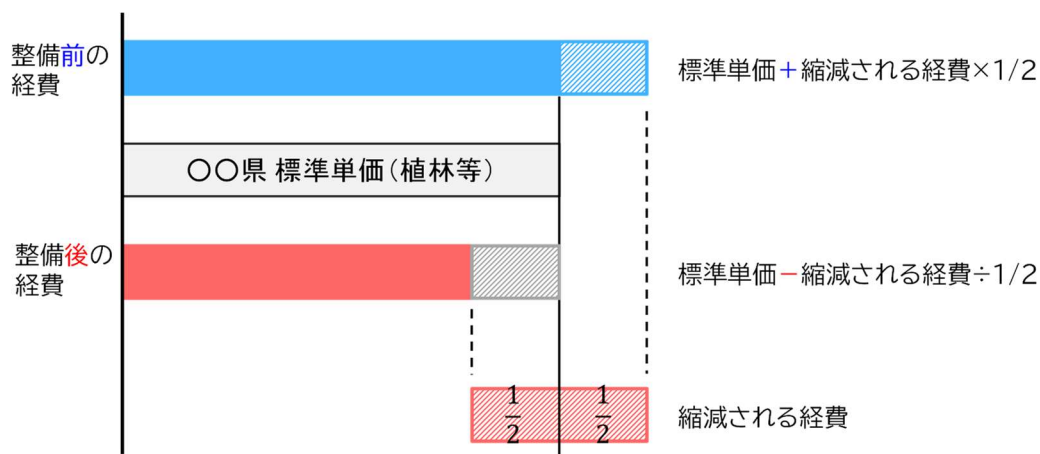 整備前の
経費
標準単価＋縮減される経費×1/2
〇〇県 標準単価（植林等）
整備後の
経費
標準単価－縮減される経費÷1/2
1/2
1/2
縮減される経費